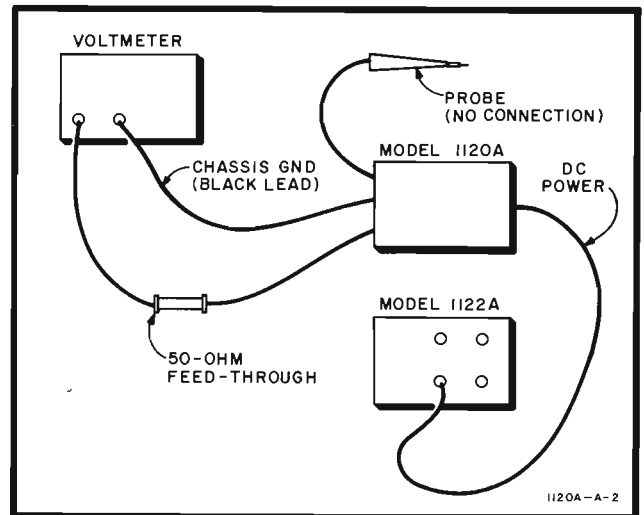 VOLTMETER
PROBE
(NO CONNECTION)
CHASSIS GND
(BLACK LEAD)
MODEL 1120A
DC
POWER
MODEL 1122A
50-OHM
FEED-THROUGH
1120A-A-2